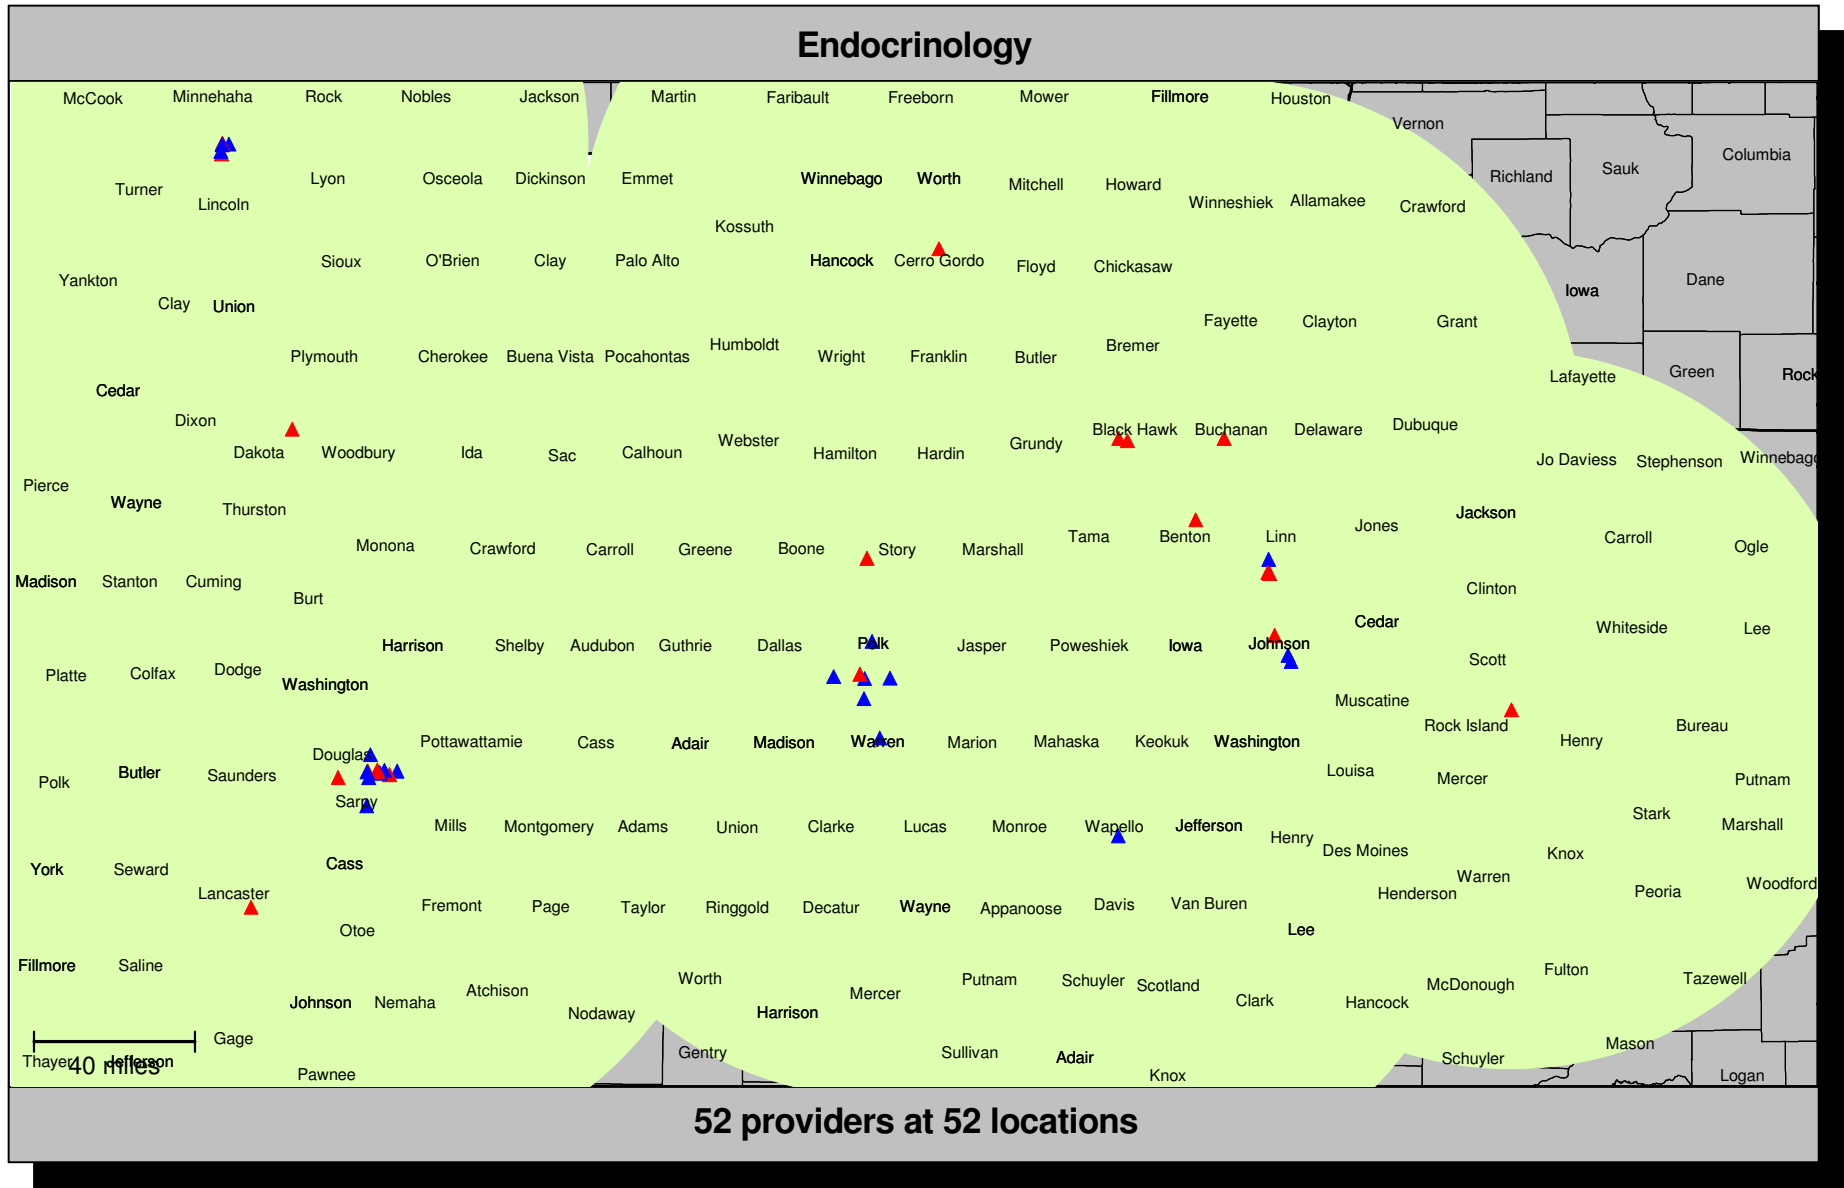 Endocrinology
McCook Minnehaha Rock Nobles Jackson Martin Faribault Freeborn Mower Fillmore Houston
Vernon
Richland Sauk Columbia
Turner Lincoln Lyon Osceola Dickinson Emmet Winnebago Worth Mitchell Howard Winneshiek Allamakee Crawford
Kossuth
Yankton Clay Union Sioux O'Brien Clay Palo Alto Hancock Cerro Gordo Floyd Chickasaw Iowa Dane
Fayette Clayton Grant
Plymouth Cherokee Buena Vista Pocahontas Humboldt Wright Franklin Butler Bremer
Lafayette Green Rock
Cedar
Dixon Dakota Woodbury Ida Sac Calhoun Webster Hamilton Hardin Grundy Black Hawk Buchanan Delaware Dubuque
Jo Daviess Stephenson Winnebago
Pierce Wayne Thurston Jackson
Monona Crawford Carroll Greene Boone Story Marshall Tama Benton Linn Jones Carroll Ogle
Madison Stanton Cuming Burt Clinton
Harrison Shelby Audubon Guthrie Dallas Polk Jasper Poweshiek Iowa Johnson Cedar Scott Whiteside Lee
Platte Colfax Dodge Washington
Muscatine Rock Island Henry Bureau
Douglas Pottawattamie Cass Adair Madison Warren Marion Mahaska Keokuk Washington
Polk Butler Saunders Sarpy Louisa Mercer Putnam
Mills Montgomery Adams Union Clarke Lucas Monroe Wapello Jefferson Henry Stark Marshall
Des Moines Knox
York Seward Cass Warren
Lancaster Henderson Peoria Woodford
Otoe Fremont Page Taylor Ringgold Decatur Wayne Appanoose Davis Van Buren Lee
Fillmore Saline Fulton
Johnson Nemaha Atchison Nodaway Worth Harrison Mercer Putnam Schuyler Scotland Clark Hancock McDonough Tazewell
Gage Mason
Thayer Jefferson Gentry Sullivan Adair Schuyler
40 miles
Pawnee Knox Logan
52 providers at 52 locations